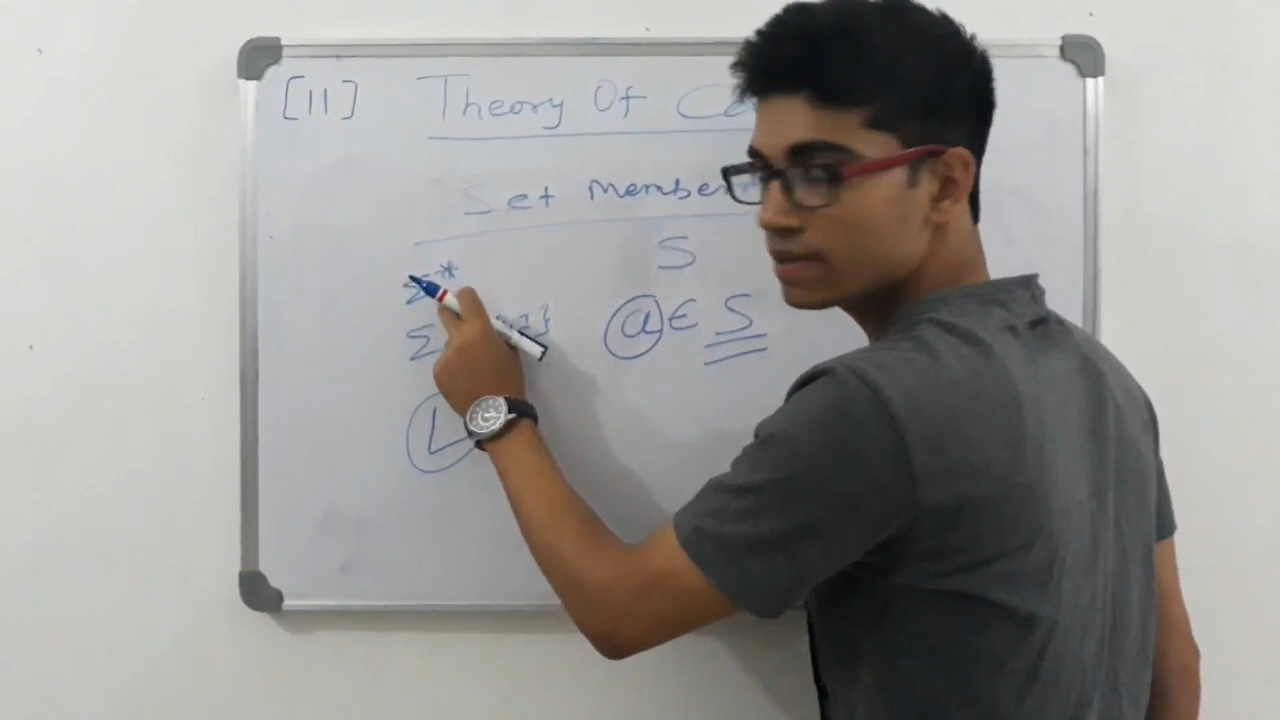 [11] Theory Of Co
Set Member
S
Σ*
Σ
@ ∈ S
L